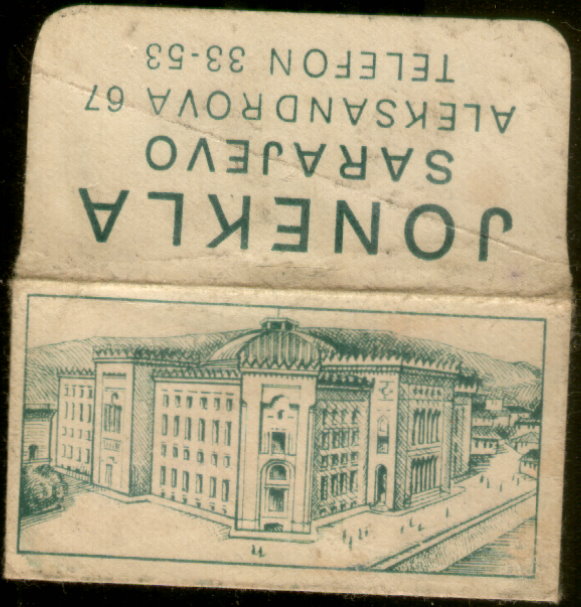 JONEKLA
SARAJEVO
ALEKSANDROVA 67
TELEFON 33-53